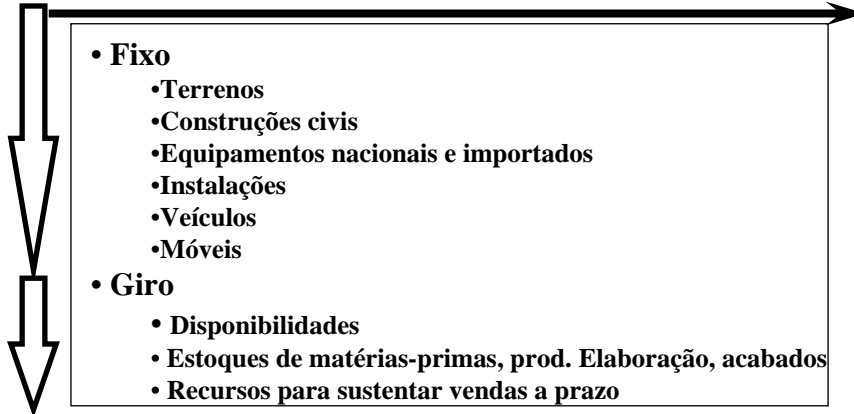 • Fixo
•Terrenos
•Construções civis
•Equipamentos nacionais e importados
•Instalações
•Veículos
•Móveis
• Giro
• Disponibilidades
• Estoques de matérias-primas, prod. Elaboração, acabados
• Recursos para sustentar vendas a prazo